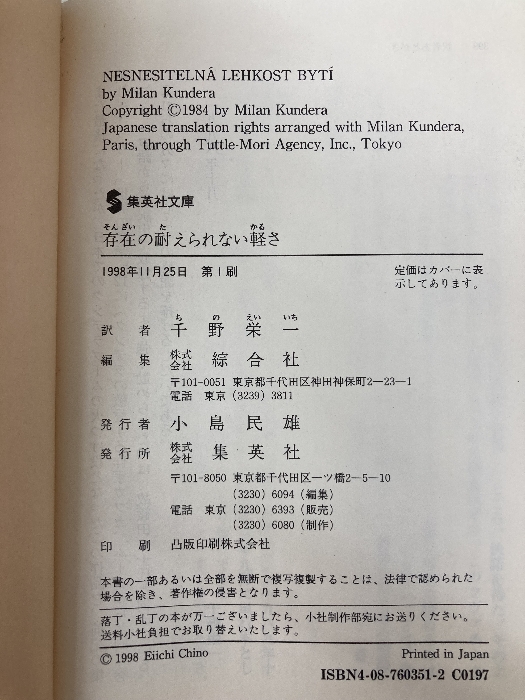 NESNESITELNÁ LEHKOST BYTÍ
by Milan Kundera
Copyright ©1984 by Milan Kundera
Japanese translation rights arranged with Milan Kundera,
Paris, through Tuttle-Mori Agency, Inc., Tokyo
集英社文庫
そんざい た かる
存在の耐えられない軽さ
1998年11月25日 第1刷
定価はカバーに表
示してあります。
ち の えい いち
訳者 千野栄一
編集 株式会社 綜合社
〒101-0051 東京都千代田区神田神保町2―23―1
電話 東京 (3239) 3811
発行者 小島民雄
発行所 株式会社 集英社
〒101-8050 東京都千代田区一ツ橋2―5―10
(3230) 6094 (編集)
電話 東京 (3230) 6393 (販売)
(3230) 6080 (制作)
印刷 凸版印刷株式会社
本書の一部あるいは全部を無断で複写複製することは、法律で認められた
場合を除き、著作権の侵害となります。
落丁・乱丁の本が万一ございましたら、小社制作部宛にお送りください。
送料小社負担でお取り替えいたします。
© 1998 Eiichi Chino
Printed in Japan
ISBN4-08-760351-2 C0197